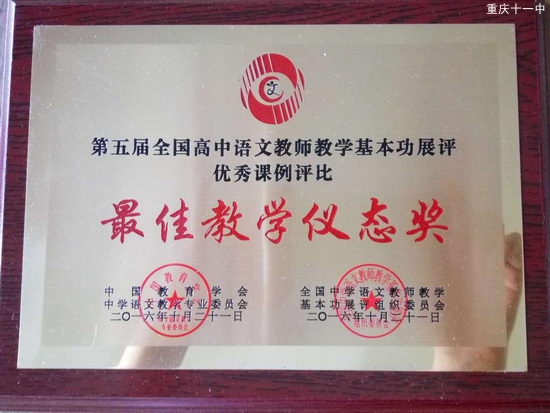 重庆十一中
文
第五届全国高中语文教师教学基本功展评
优秀课例评比
最佳教学仪态奖
中国教育学会
中学语文教学专业委员会
二〇一六年十月二十一日
全国中学语文教师教学
基本功展评组织委员会
二〇一六年十月二十一日